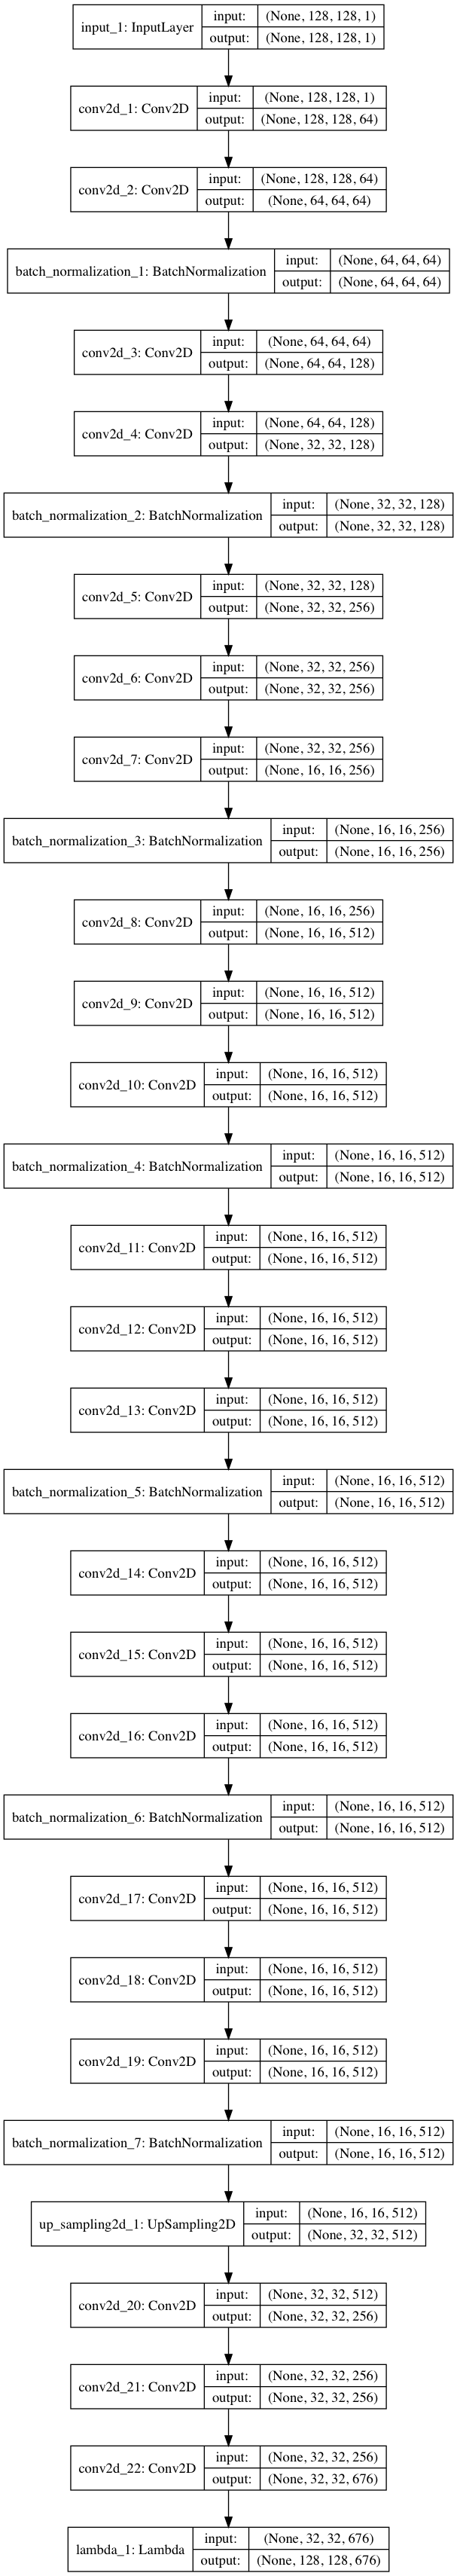 input_1: InputLayer
input: (None, 128, 128, 1)
output: (None, 128, 128, 1)
conv2d_1: Conv2D
input: (None, 128, 128, 1)
output: (None, 128, 128, 64)
conv2d_2: Conv2D
input: (None, 128, 128, 64)
output: (None, 64, 64, 64)
batch_normalization_1: BatchNormalization
input: (None, 64, 64, 64)
output: (None, 64, 64, 64)
conv2d_3: Conv2D
input: (None, 64, 64, 64)
output: (None, 64, 64, 128)
conv2d_4: Conv2D
input: (None, 64, 64, 128)
output: (None, 32, 32, 128)
batch_normalization_2: BatchNormalization
input: (None, 32, 32, 128)
output: (None, 32, 32, 128)
conv2d_5: Conv2D
input: (None, 32, 32, 128)
output: (None, 32, 32, 256)
conv2d_6: Conv2D
input: (None, 32, 32, 256)
output: (None, 32, 32, 256)
conv2d_7: Conv2D
input: (None, 32, 32, 256)
output: (None, 16, 16, 256)
batch_normalization_3: BatchNormalization
input: (None, 16, 16, 256)
output: (None, 16, 16, 256)
conv2d_8: Conv2D
input: (None, 16, 16, 256)
output: (None, 16, 16, 512)
conv2d_9: Conv2D
input: (None, 16, 16, 512)
output: (None, 16, 16, 512)
conv2d_10: Conv2D
input: (None, 16, 16, 512)
output: (None, 16, 16, 512)
batch_normalization_4: BatchNormalization
input: (None, 16, 16, 512)
output: (None, 16, 16, 512)
conv2d_11: Conv2D
input: (None, 16, 16, 512)
output: (None, 16, 16, 512)
conv2d_12: Conv2D
input: (None, 16, 16, 512)
output: (None, 16, 16, 512)
conv2d_13: Conv2D
input: (None, 16, 16, 512)
output: (None, 16, 16, 512)
batch_normalization_5: BatchNormalization
input: (None, 16, 16, 512)
output: (None, 16, 16, 512)
conv2d_14: Conv2D
input: (None, 16, 16, 512)
output: (None, 16, 16, 512)
conv2d_15: Conv2D
input: (None, 16, 16, 512)
output: (None, 16, 16, 512)
conv2d_16: Conv2D
input: (None, 16, 16, 512)
output: (None, 16, 16, 512)
batch_normalization_6: BatchNormalization
input: (None, 16, 16, 512)
output: (None, 16, 16, 512)
conv2d_17: Conv2D
input: (None, 16, 16, 512)
output: (None, 16, 16, 512)
conv2d_18: Conv2D
input: (None, 16, 16, 512)
output: (None, 16, 16, 512)
conv2d_19: Conv2D
input: (None, 16, 16, 512)
output: (None, 16, 16, 512)
batch_normalization_7: BatchNormalization
input: (None, 16, 16, 512)
output: (None, 16, 16, 512)
up_sampling2d_1: UpSampling2D
input: (None, 16, 16, 512)
output: (None, 32, 32, 512)
conv2d_20: Conv2D
input: (None, 32, 32, 512)
output: (None, 32, 32, 256)
conv2d_21: Conv2D
input: (None, 32, 32, 256)
output: (None, 32, 32, 256)
conv2d_22: Conv2D
input: (None, 32, 32, 256)
output: (None, 32, 32, 676)
lambda_1: Lambda
input: (None, 32, 32, 676)
output: (None, 128, 128, 676)